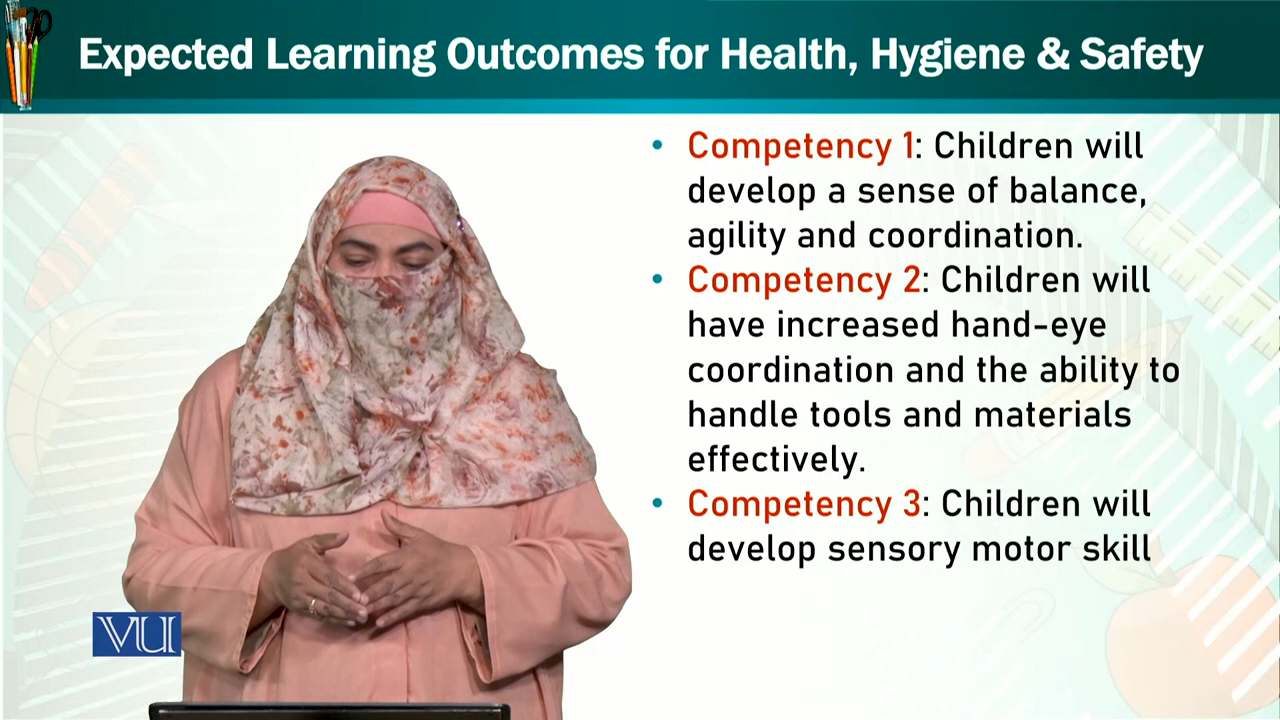 Expected Learning Outcomes for Health, Hygiene & Safety
• Competency 1: Children will
develop a sense of balance,
agility and coordination.
• Competency 2: Children will
have increased hand-eye
coordination and the ability to
handle tools and materials
effectively.
• Competency 3: Children will
develop sensory motor skill
VU